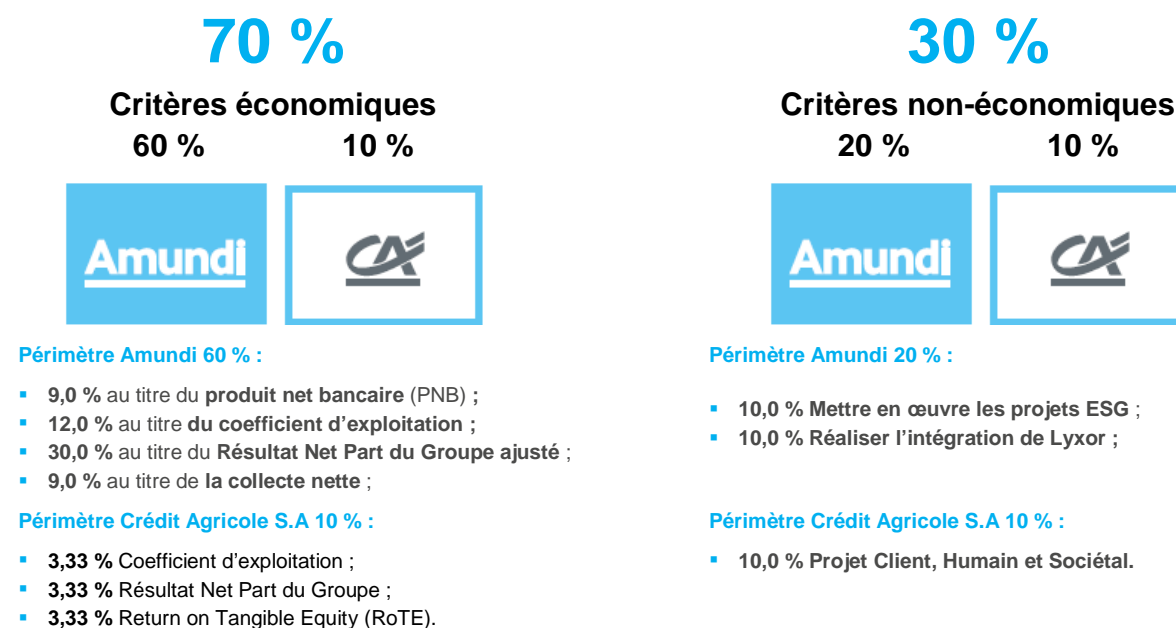 70 %
Critères économiques
60 %
10 %
Amundi
CA
Périmètre Amundi 60 % :
▪ 9,0 % au titre du produit net bancaire (PNB) ;
▪ 12,0 % au titre du coefficient d’exploitation ;
▪ 30,0 % au titre du Résultat Net Part du Groupe ajusté ;
▪ 9,0 % au titre de la collecte nette ;
Périmètre Crédit Agricole S.A 10 % :
▪ 3,33 % Coefficient d’exploitation ;
▪ 3,33 % Résultat Net Part du Groupe ;
▪ 3,33 % Return on Tangible Equity (RoTE).
30 %
Critères non-économiques
20 %
10 %
Amundi
CA
Périmètre Amundi 20 % :
▪ 10,0 % Mettre en œuvre les projets ESG ;
▪ 10,0 % Réaliser l’intégration de Lyxor ;
Périmètre Crédit Agricole S.A 10 % :
▪ 10,0 % Projet Client, Humain et Sociétal.